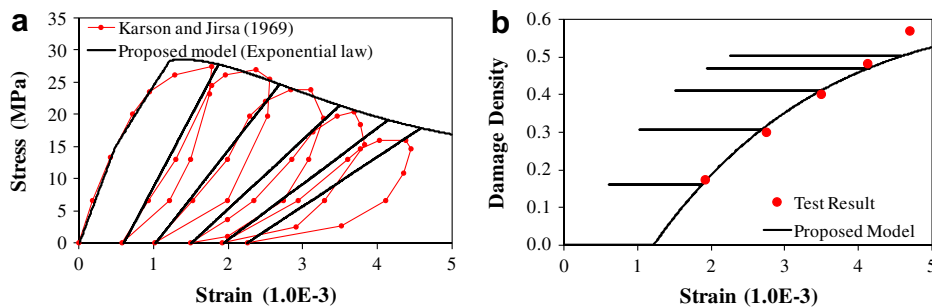 a
Karson and Jirsa (1969)
Proposed model (Exponential law)
35
30
25
20
15
10
5
0
Stress (MPa)
0 1 2 3 4 5
Strain (1.0E-3)
b
0.6
0.5
0.4
0.3
0.2
0.1
0.0
Damage Density
Test Result
Proposed Model
0 1 2 3 4 5
Strain (1.0E-3)